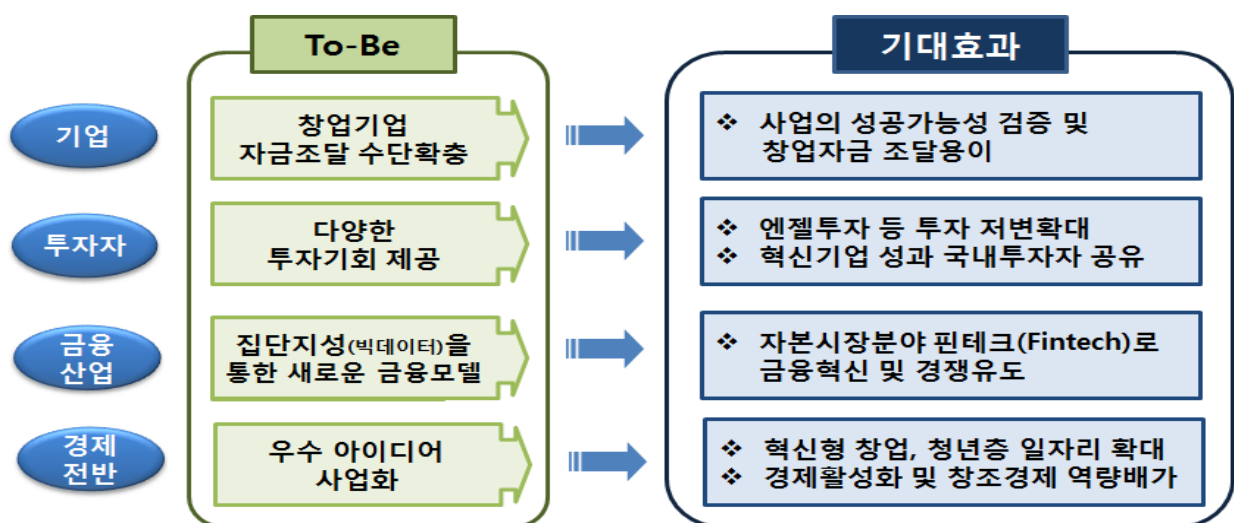 To-Be
기대효과
기업
창업기업
자금조달 수단확충
❖ 사업의 성공가능성 검증 및
창업자금 조달용이
투자자
다양한
투자기회 제공
❖ 엔젤투자 등 투자 저변확대
❖ 혁신기업 성과 국내투자자 공유
금융
산업
집단지성(빅데이터)을
통한 새로운 금융모델
❖ 자본시장분야 핀테크(Fintech)로
금융혁신 및 경쟁유도
경제
전반
우수 아이디어
사업화
❖ 혁신형 창업, 청년층 일자리 확대
❖ 경제활성화 및 창조경제 역량배가